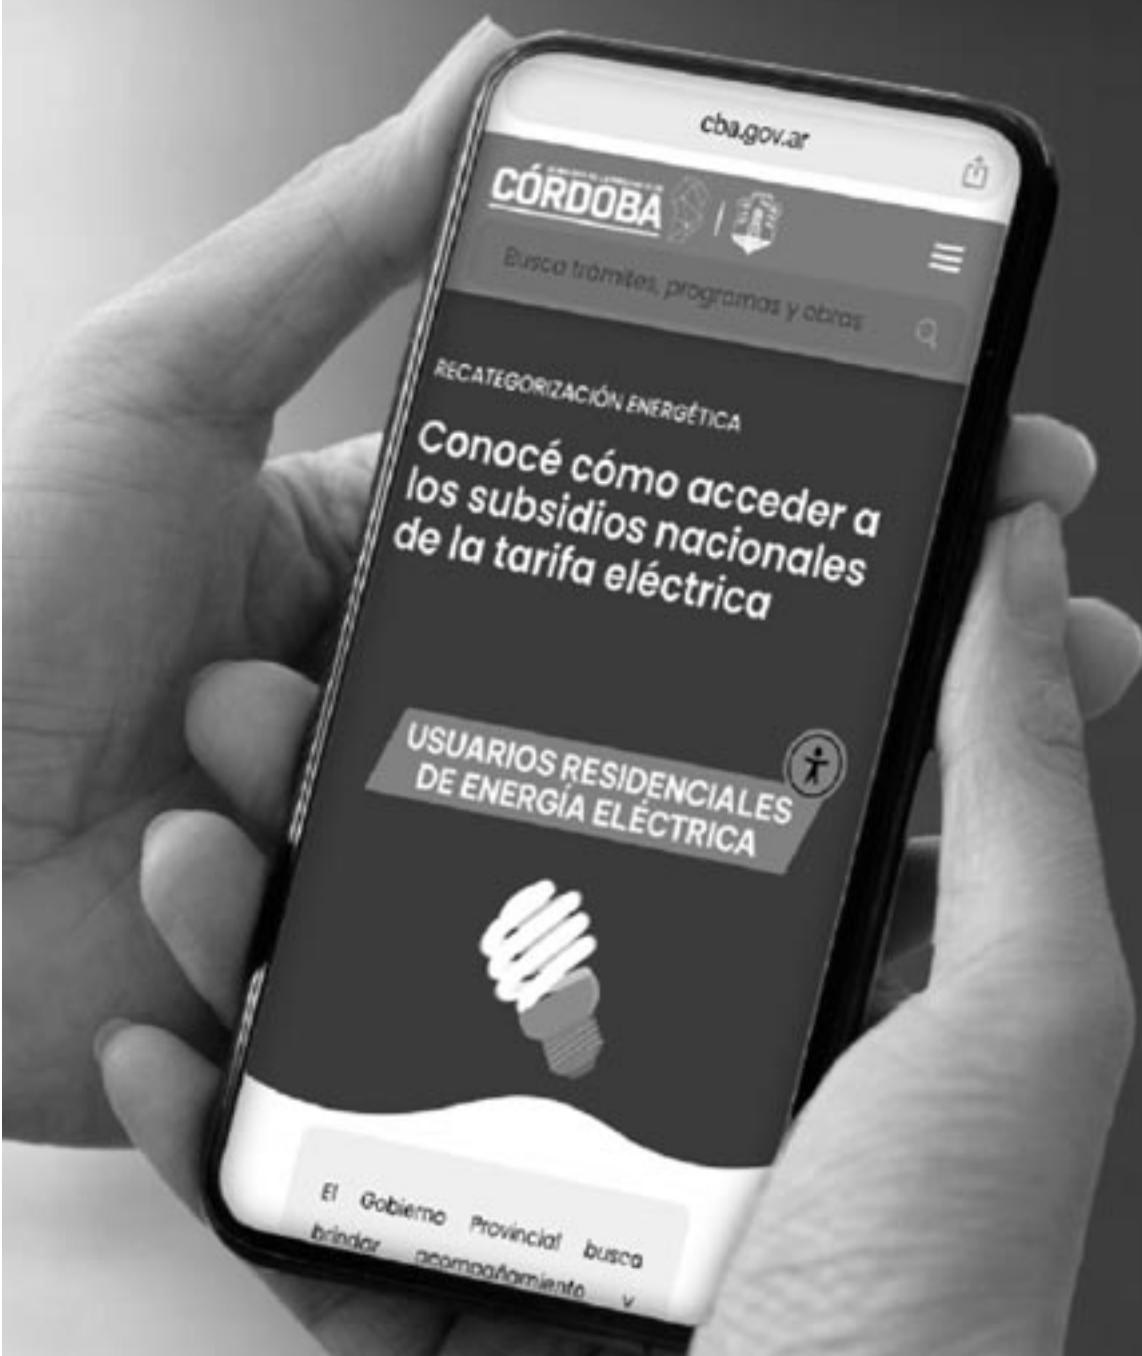 cba.gov.ar
CÓRDOBA
Busca trámites, programas y obras
RECATEGORIZACIÓN ENERGÉTICA
Conocé cómo acceder a
los subsidios nacionales
de la tarifa eléctrica
USUARIOS RESIDENCIALES
DE ENERGÍA ELÉCTRICA
El Gobierno Provincial busca
brindar acompañamiento y